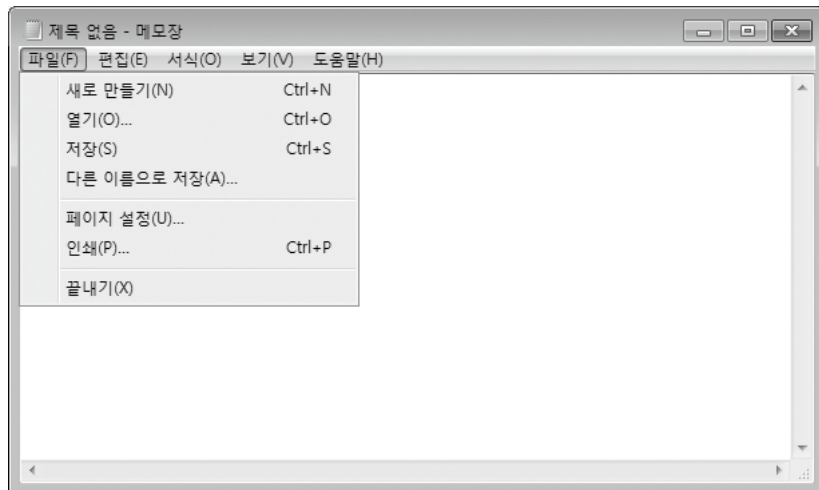 제목 없음 - 메모장
파일(F) 편집(E) 서식(O) 보기(V) 도움말(H)
새로 만들기(N) Ctrl+N
열기(O)... Ctrl+O
저장(S) Ctrl+S
다른 이름으로 저장(A)...
페이지 설정(U)...
인쇄(P)... Ctrl+P
끝내기(X)